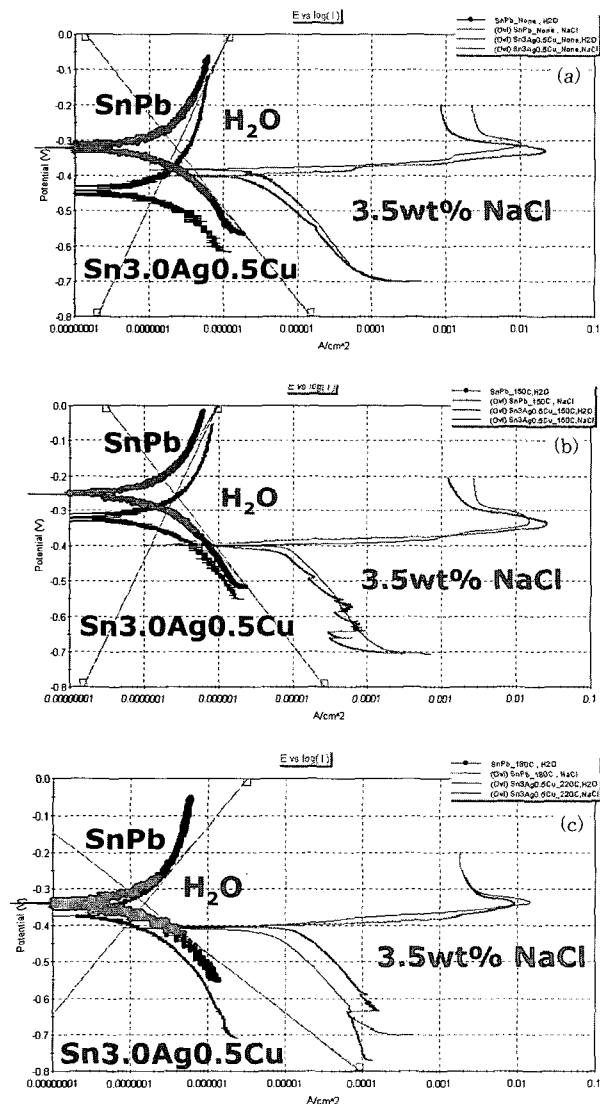 E vs log( I )
SnPb_None , H2O
(Ovl) SnPb_None , NaCl
(Ovl) Sn3Ag0.5Cu_None, H2O
(Ovl) Sn3Ag0.5Cu_None, NaCl
(a)
SnPb
H2O
3.5wt% NaCl
Sn3.0Ag0.5Cu
Potential (V)
0.0
-0.1
-0.2
-0.3
-0.4
-0.5
-0.6
-0.7
-0.8
0.00000001 0.0000001 0.000001 0.00001 0.0001 0.001 0.01 0.1
A/cm^2
E vs log( I )
SnPb_150C, H2O
(Ovl) SnPb_150C , NaCl
(Ovl) Sn3Ag0.5Cu_150C, H2O
(Ovl) Sn3Ag0.5Cu_150C, NaCl
(b)
SnPb
H2O
3.5wt% NaCl
Sn3.0Ag0.5Cu
Potential (V)
0.0
-0.1
-0.2
-0.3
-0.4
-0.5
-0.6
-0.7
-0.8
0.00000001 0.0000001 0.000001 0.00001 0.0001 0.001 0.01 0.1
A/cm^2
E vs log( I )
SnPb_180C , H2O
(Ovl) SnPb_180C , NaCl
(Ovl) Sn3Ag0.5Cu_220C, H2O
(Ovl) Sn3Ag0.5Cu_220C, NaCl
(c)
SnPb
H2O
3.5wt% NaCl
Sn3.0Ag0.5Cu
Potential (V)
0.0
-0.1
-0.2
-0.3
-0.4
-0.5
-0.6
-0.7
-0.8
0.00000001 0.0000001 0.000001 0.00001 0.0001 0.001 0.01 0.1
A/cm^2